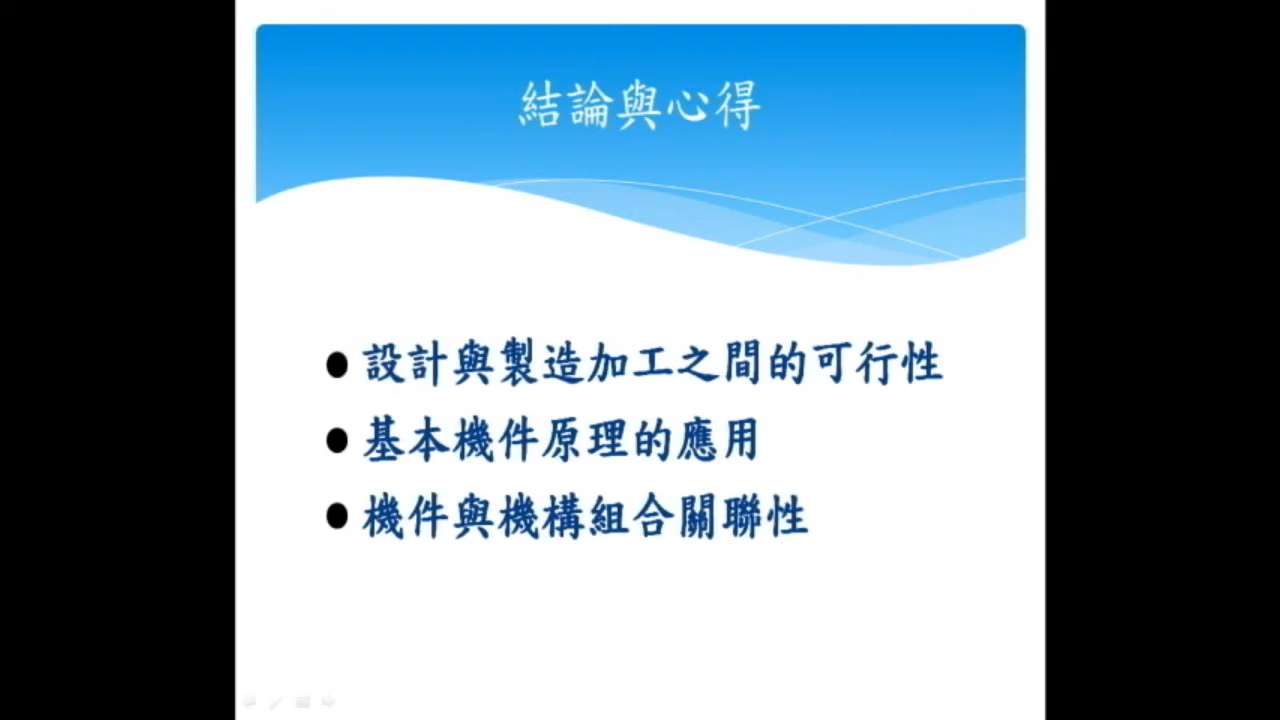 結論與心得
設計與製造加工之間的可行性
基本機件原理的應用
機件與機構組合關聯性